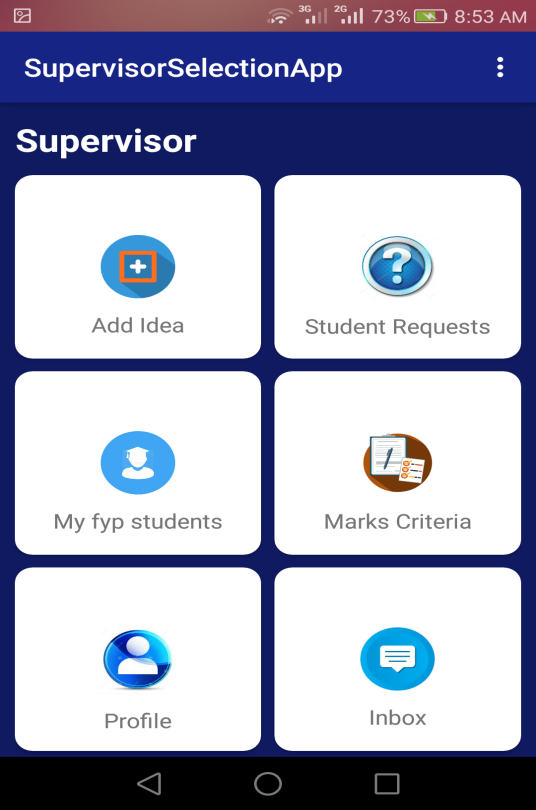 3G 2G 73% 8:53 AM
SupervisorSelectionApp
Supervisor
Add Idea
Student Requests
My fyp students
Marks Criteria
Profile
Inbox